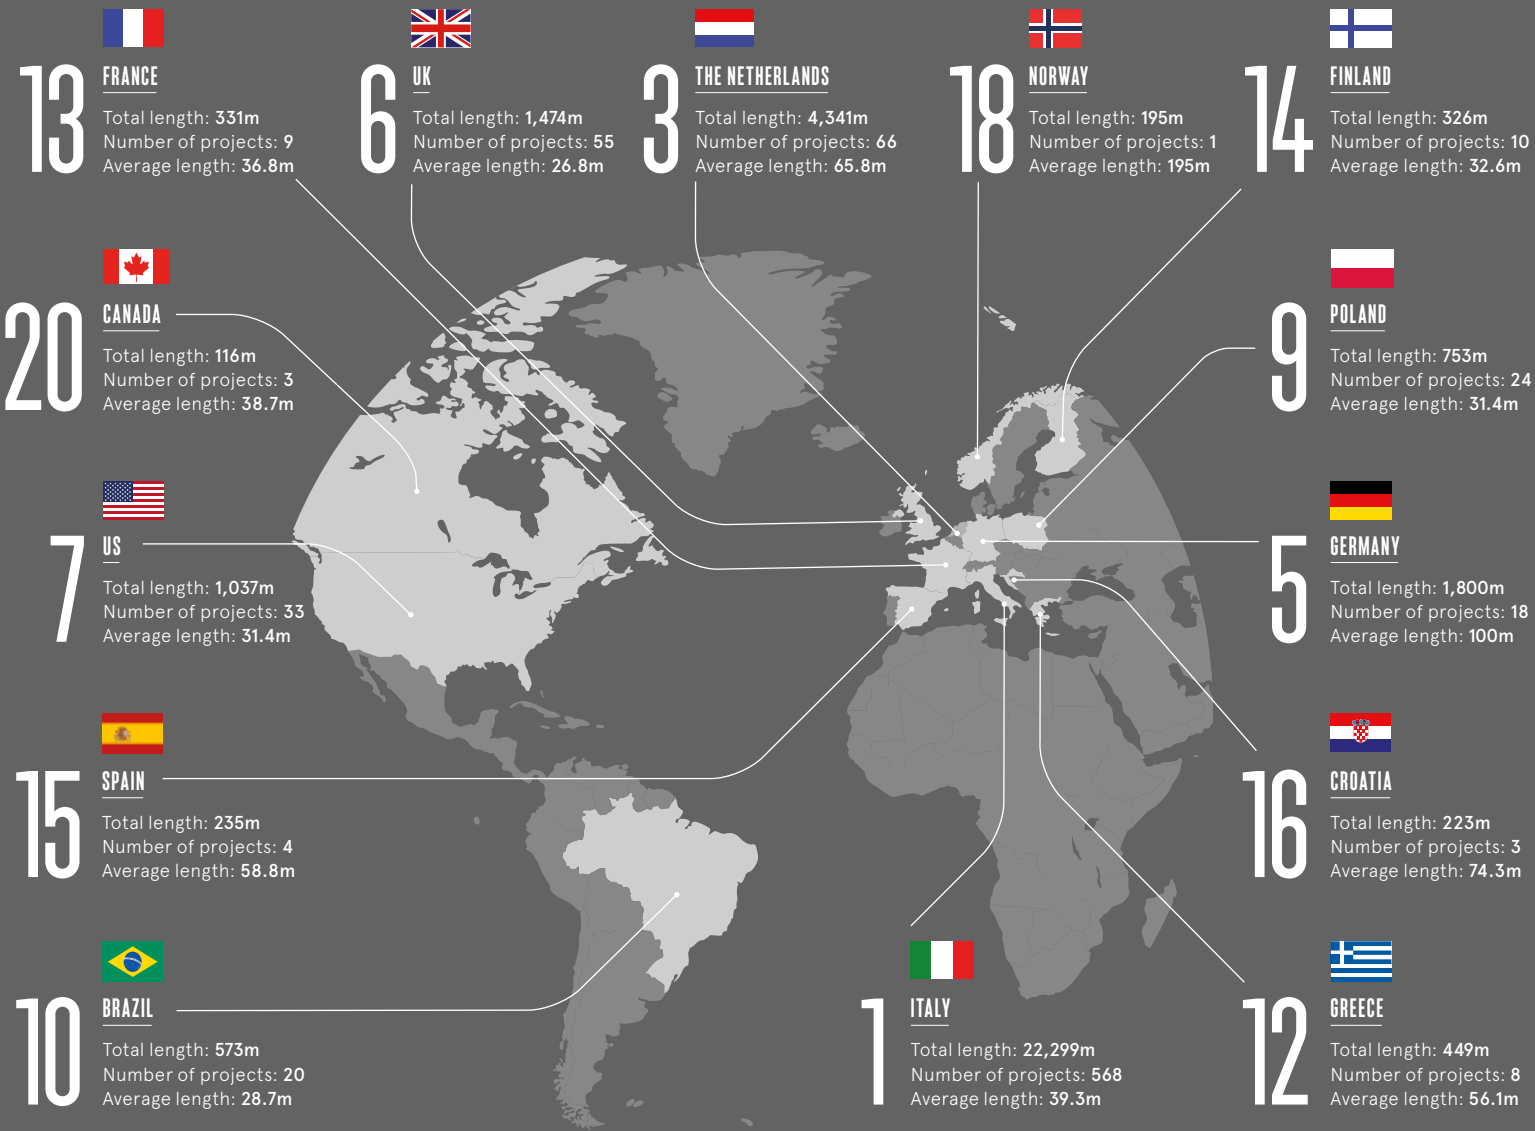 13
FRANCE
Total length: 331m
Number of projects: 9
Average length: 36.8m
6
UK
Total length: 1,474m
Number of projects: 55
Average length: 26.8m
3
THE NETHERLANDS
Total length: 4,341m
Number of projects: 66
Average length: 65.8m
18
NORWAY
Total length: 195m
Number of projects: 1
Average length: 195m
14
FINLAND
Total length: 326m
Number of projects: 10
Average length: 32.6m
20
CANADA
Total length: 116m
Number of projects: 3
Average length: 38.7m
9
POLAND
Total length: 753m
Number of projects: 24
Average length: 31.4m
7
US
Total length: 1,037m
Number of projects: 33
Average length: 31.4m
5
GERMANY
Total length: 1,800m
Number of projects: 18
Average length: 100m
15
SPAIN
Total length: 235m
Number of projects: 4
Average length: 58.8m
16
CROATIA
Total length: 223m
Number of projects: 3
Average length: 74.3m
10
BRAZIL
Total length: 573m
Number of projects: 20
Average length: 28.7m
1
ITALY
Total length: 22,299m
Number of projects: 568
Average length: 39.3m
12
GREECE
Total length: 449m
Number of projects: 8
Average length: 56.1m